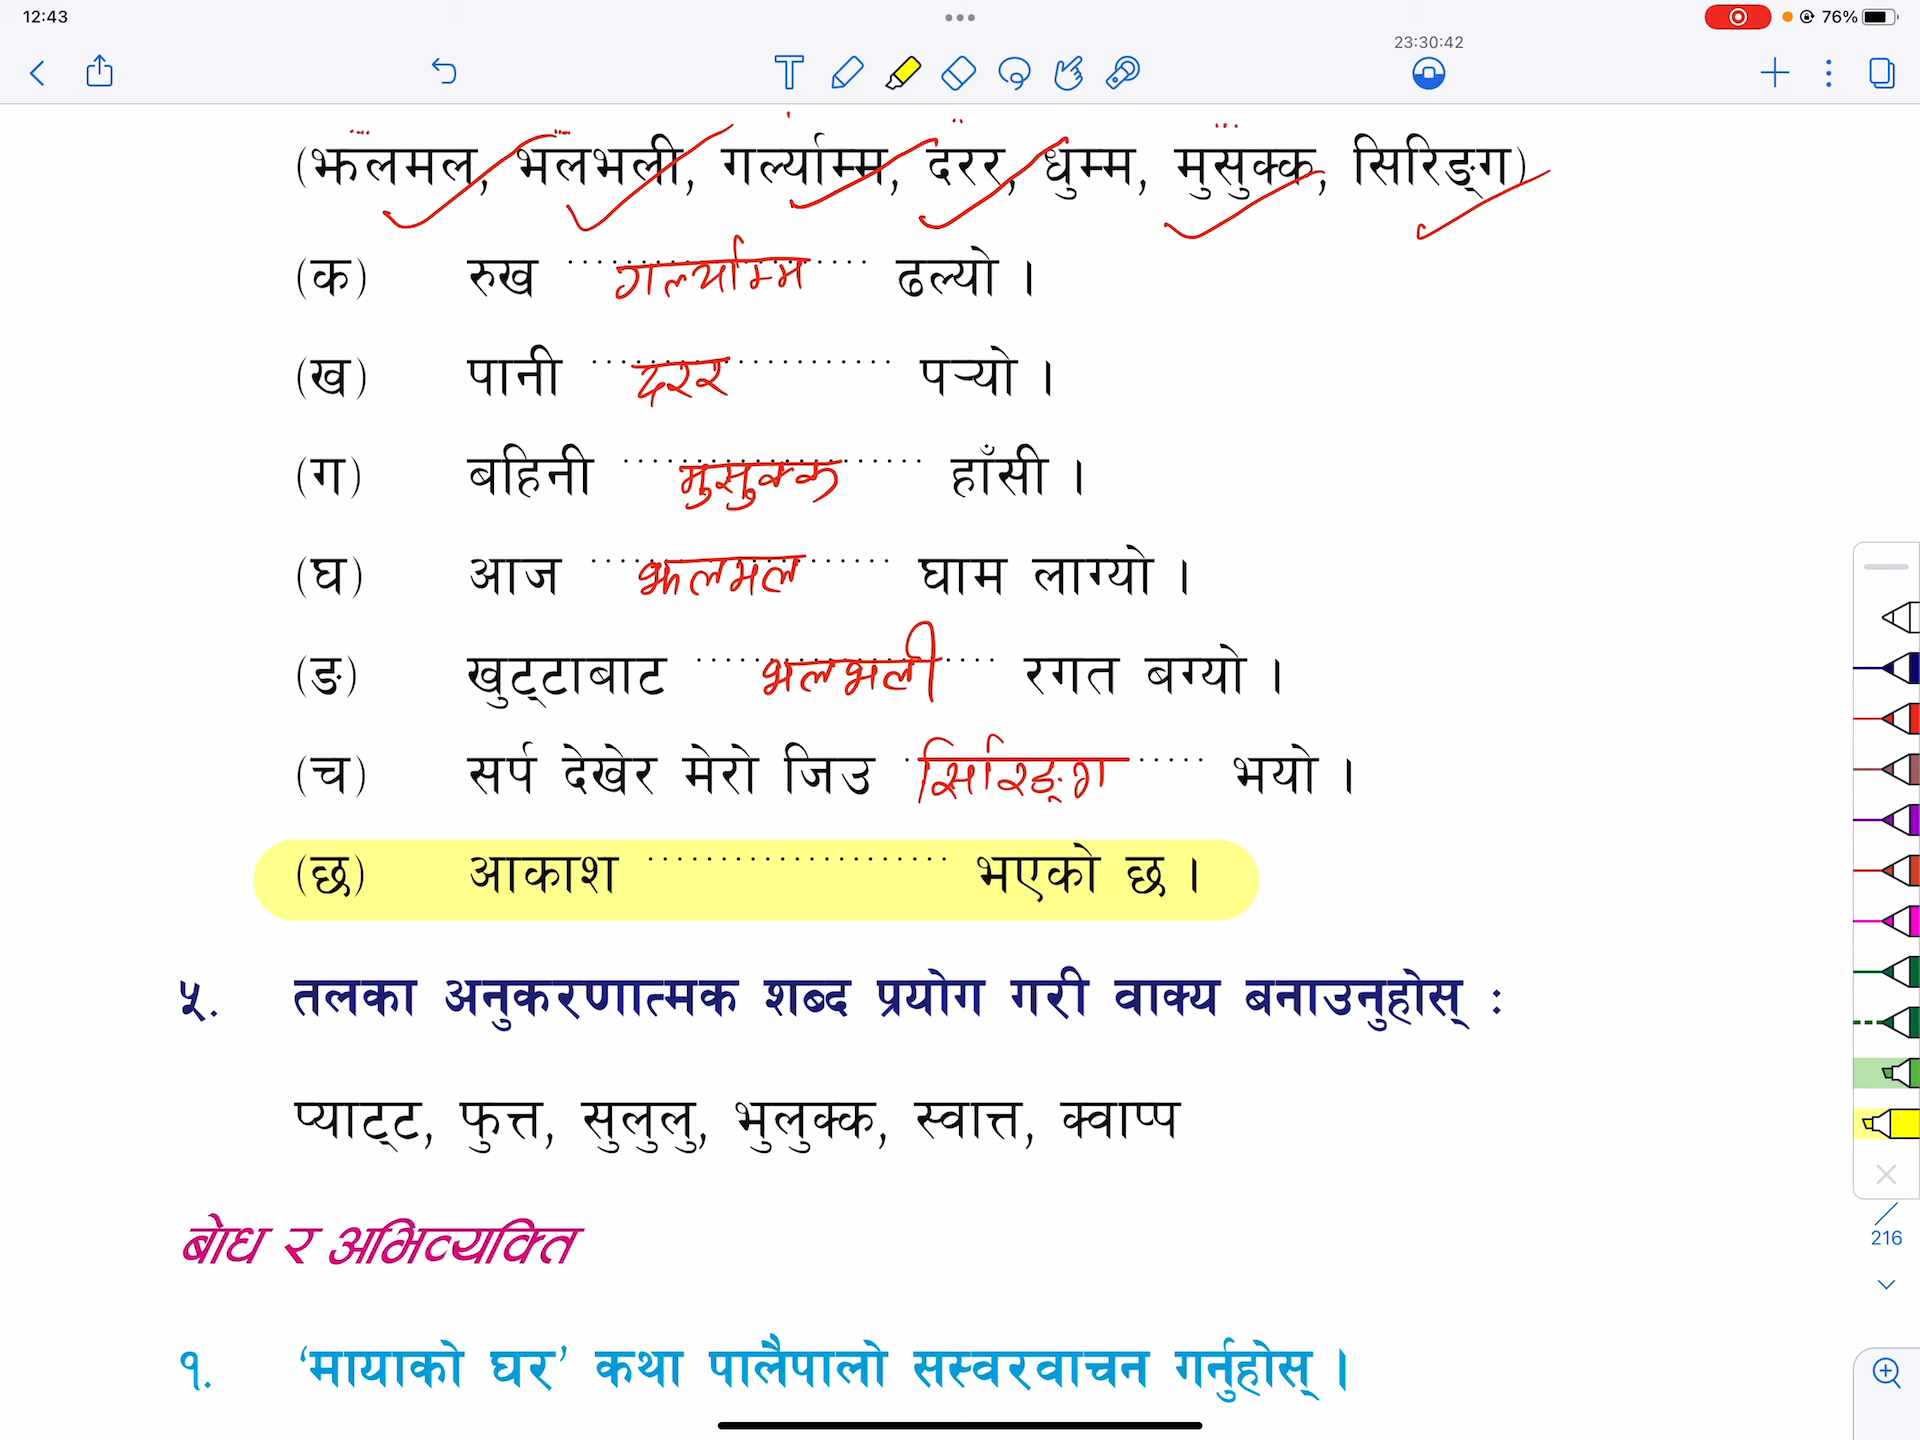 12:43
76%
23:30:42
(झलमल, भलभली, गर्ल्याम्म, दरर, धुम्म, मुसुक्क, सिरिङ्ग)
(क) रुख गर्ल्याम्म ढल्यो ।
(ख) पानी दरर पऱ्यो ।
(ग) बहिनी मुसुक्क हाँसी ।
(घ) आज झलमल घाम लाग्यो ।
(ङ) खुट्टाबाट भलभली रगत बग्यो ।
(च) सर्प देखेर मेरो जिउ सिरिङ्ग भयो ।
(छ) आकाश ..................... भएको छ ।
५. तलका अनुकरणात्मक शब्द प्रयोग गरी वाक्य बनाउनुहोस् :
प्याट्ट, फुत्त, सुलुलु, भुलुक्क, स्वात्त, क्वाप्प
बोध र अभिव्यक्ति
१. ‘मायाको घर’ कथा पालैपालो सस्वरवाचन गर्नुहोस् ।
216